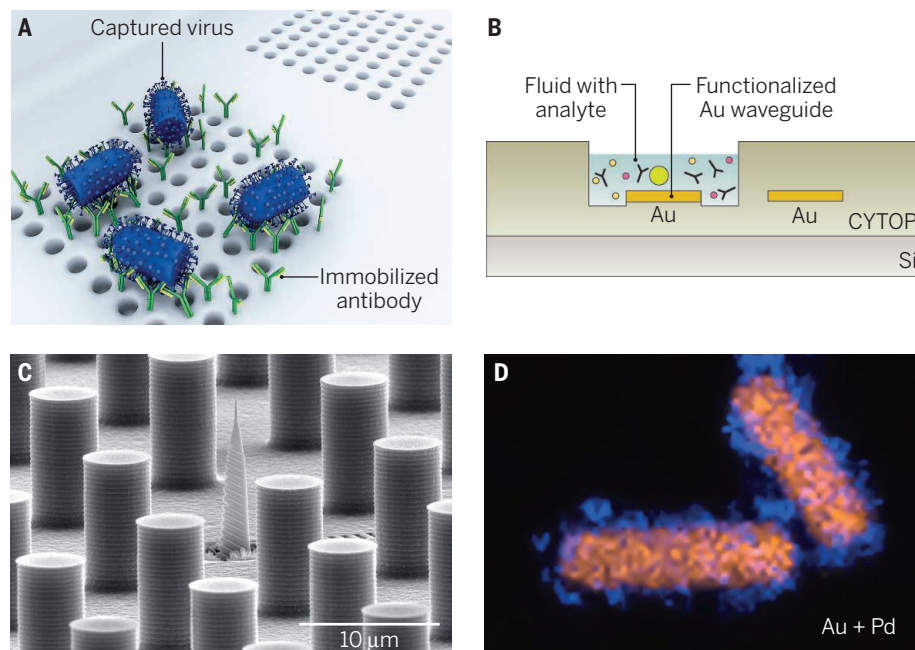 A
Captured virus
Immobilized
antibody
B
Fluid with
analyte
Functionalized
Au waveguide
Au
Au
CYTOP
Si
C
10 μm
D
Au + Pd